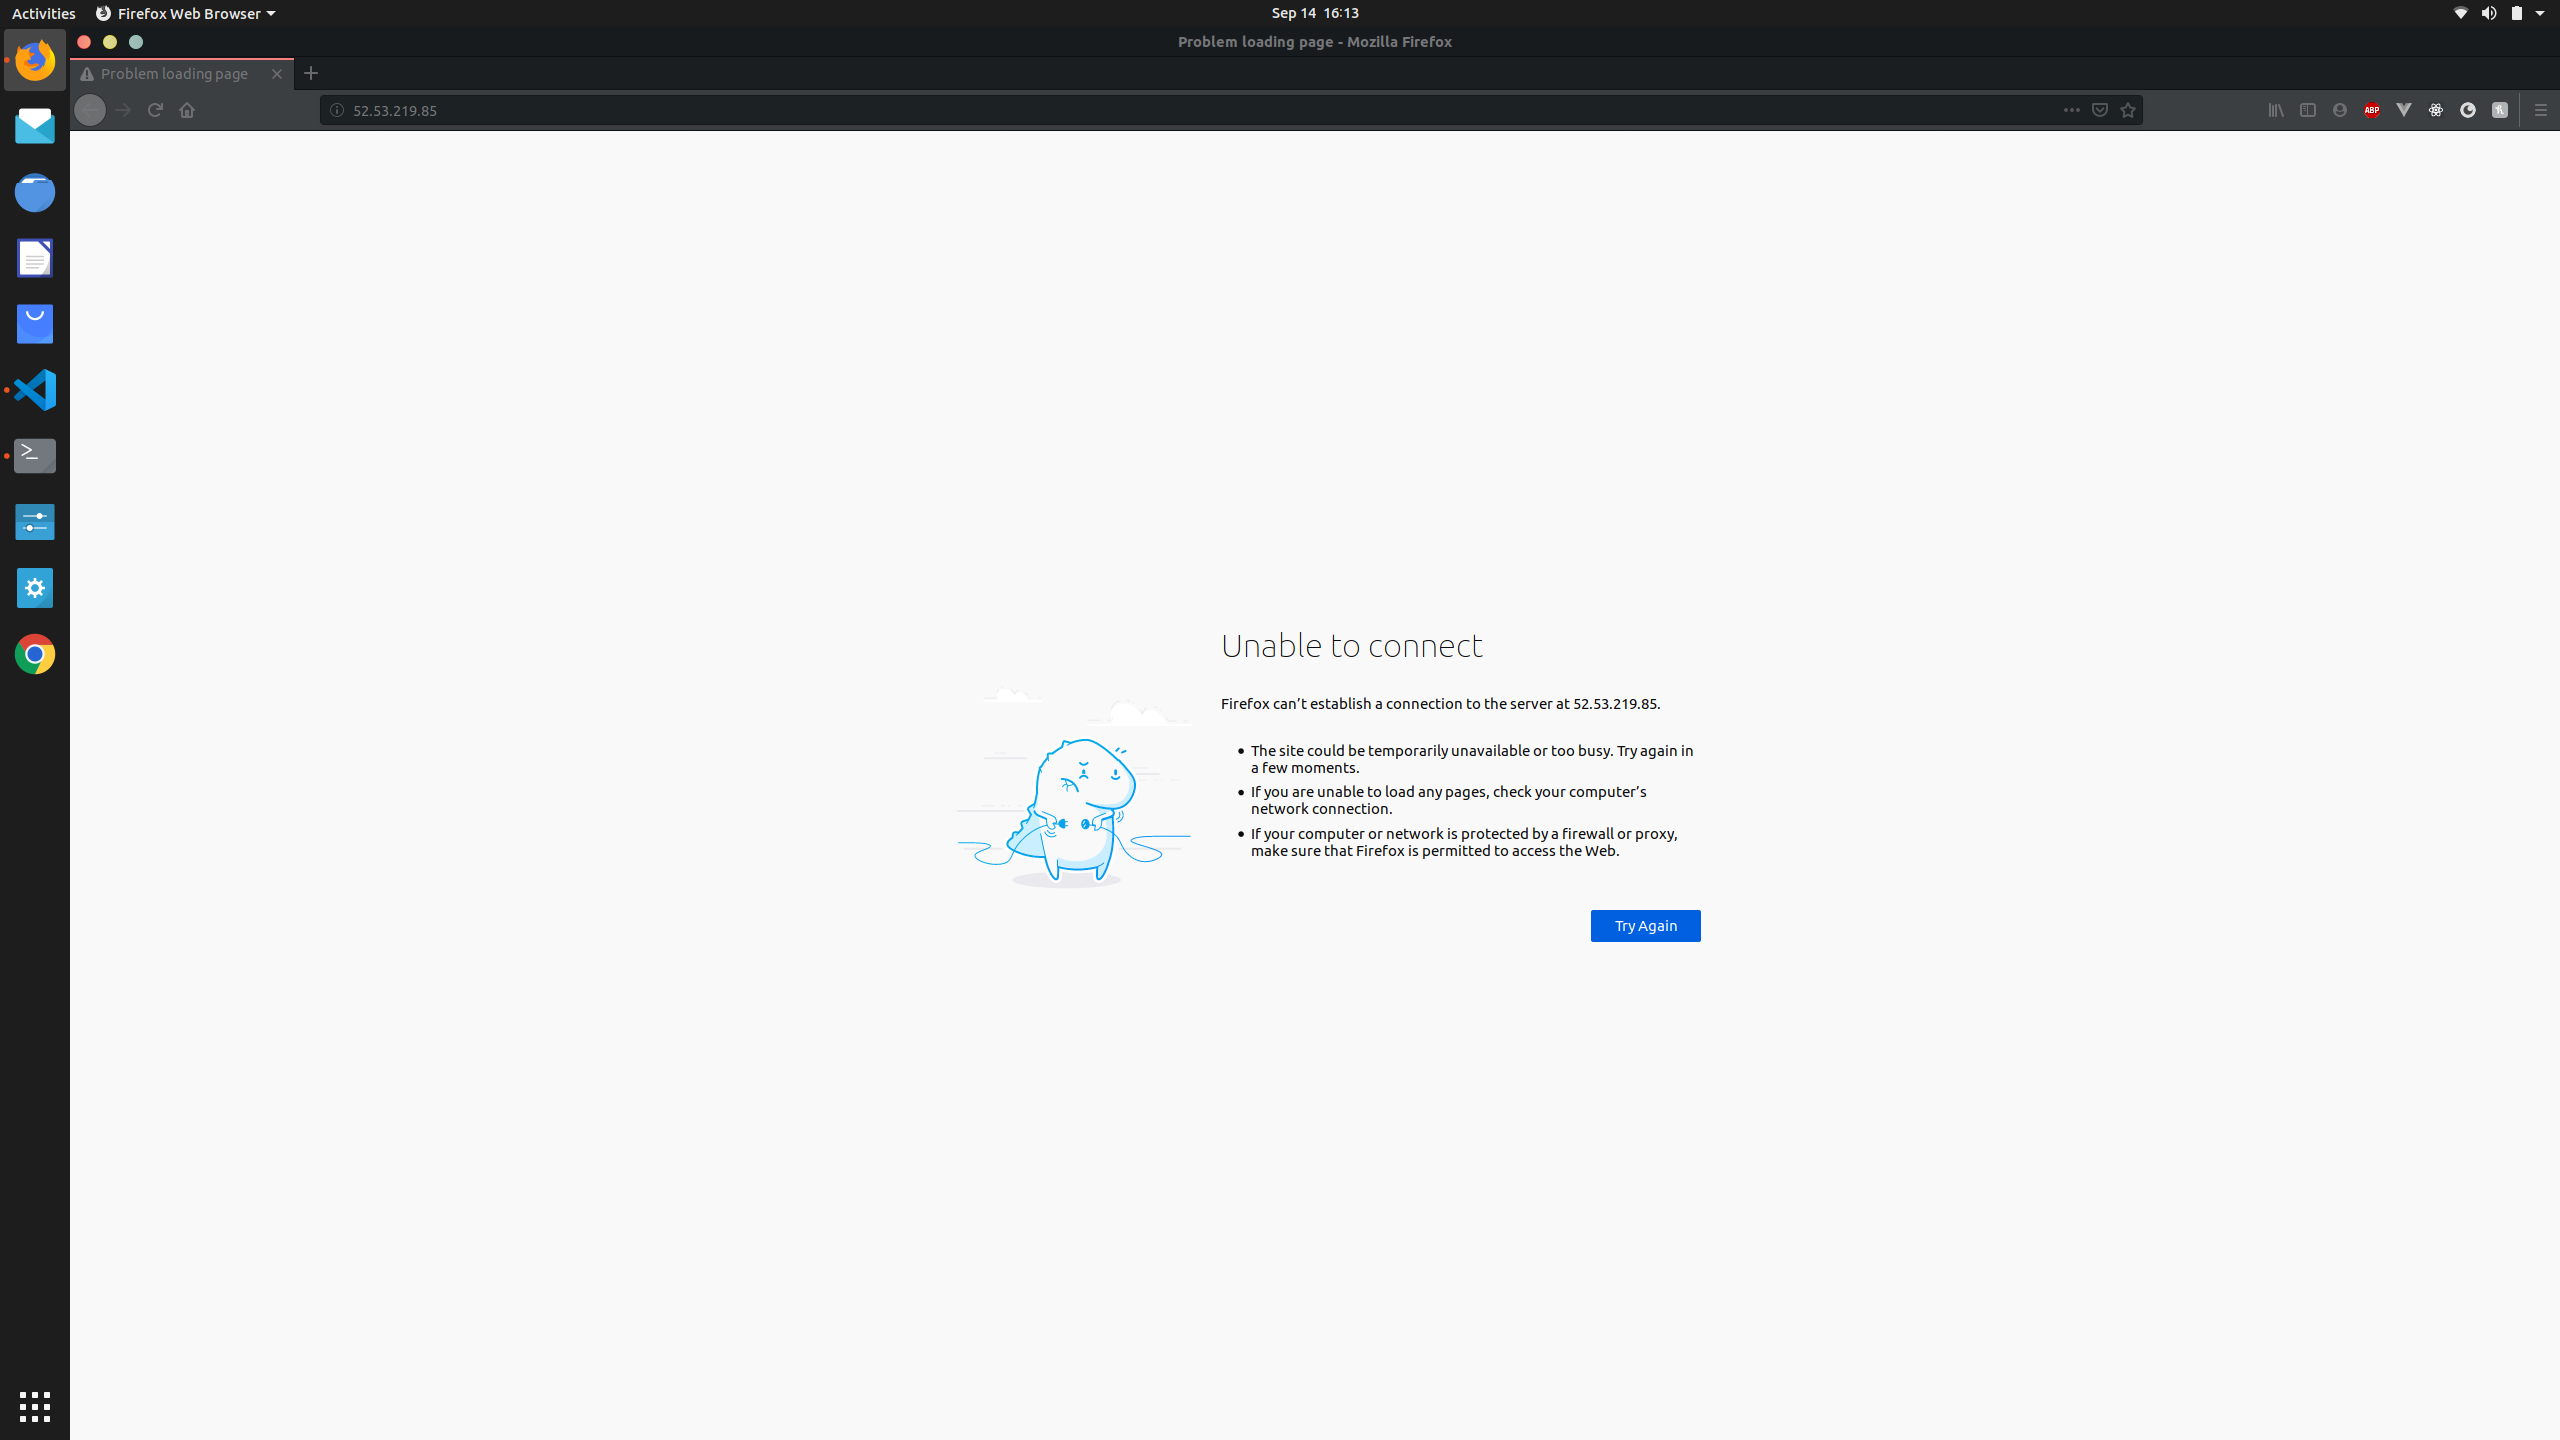 Activities Firefox Web Browser Sep 14 16:13
Problem loading page - Mozilla Firefox
Problem loading page
52.53.219.85
ABP
Unable to connect
Firefox can’t establish a connection to the server at 52.53.219.85.
The site could be temporarily unavailable or too busy. Try again in
a few moments.
If you are unable to load any pages, check your computer’s
network connection.
If your computer or network is protected by a firewall or proxy,
make sure that Firefox is permitted to access the Web.
Try Again